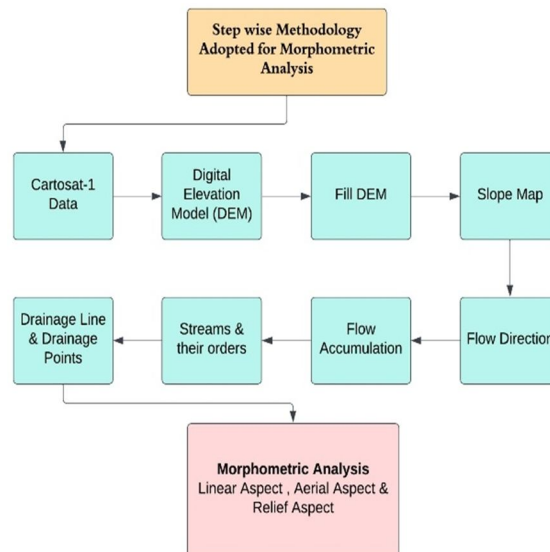 Step wise Methodology
Adopted for Morphometric
Analysis
Cartosat-1
Data
Digital
Elevation
Model (DEM)
Fill DEM
Slope Map
Drainage Line
& Drainage
Points
Streams &
their orders
Flow
Accumulation
Flow Direction
Morphometric Analysis
Linear Aspect , Aerial Aspect &
Relief Aspect